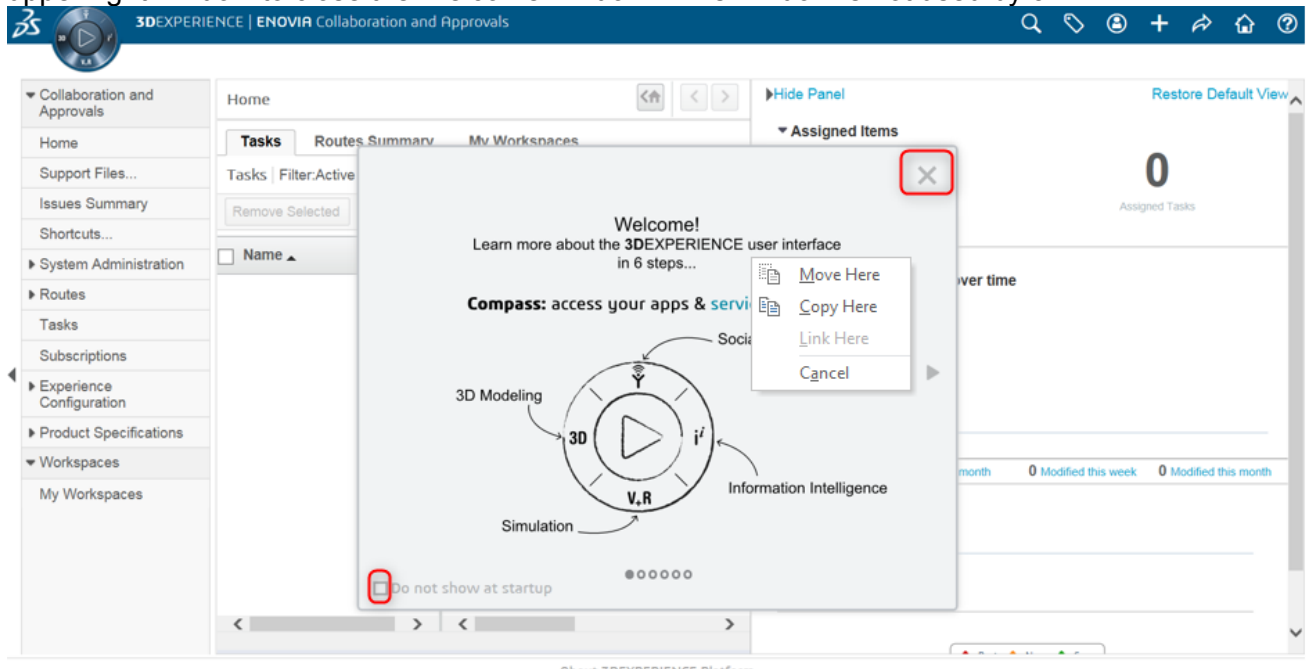 3DEXPERIENCE | ENOVIA Collaboration and Approvals
Collaboration and
Approvals
Home
Support Files...
Issues Summary
Shortcuts...
System Administration
Routes
Tasks
Subscriptions
Experience
Configuration
Product Specifications
Workspaces
My Workspaces
Home
Tasks Routes Summary My Workspaces
Tasks Filter:Active
Remove Selected
Name
Hide Panel
Restore Default View
Assigned Items
0
Assigned Tasks
over time
month 0 Modified this week 0 Modified this month
Welcome!
Learn more about the 3DEXPERIENCE user interface
in 6 steps...
Compass: access your apps &
3D Modeling
3D
V+R
Information Intelligence
Simulation
Do not show at startup
Move Here
Copy Here
Link Here
Cancel